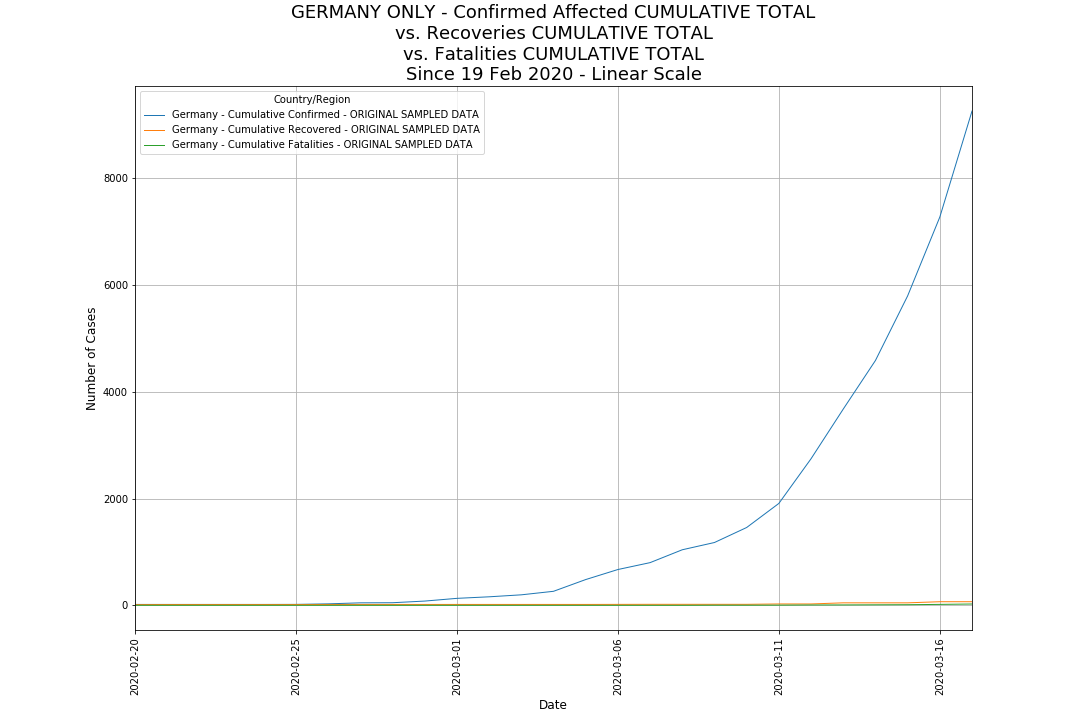 GERMANY ONLY - Confirmed Affected CUMULATIVE TOTAL
vs. Recoveries CUMULATIVE TOTAL
vs. Fatalities CUMULATIVE TOTAL
Since 19 Feb 2020 - Linear Scale
Country/Region
Germany - Cumulative Confirmed - ORIGINAL SAMPLED DATA
Germany - Cumulative Recovered - ORIGINAL SAMPLED DATA
Germany - Cumulative Fatalities - ORIGINAL SAMPLED DATA
8000
6000
4000
2000
0
Number of Cases
2020-02-20
2020-02-25
2020-03-01
2020-03-06
2020-03-11
2020-03-16
Date